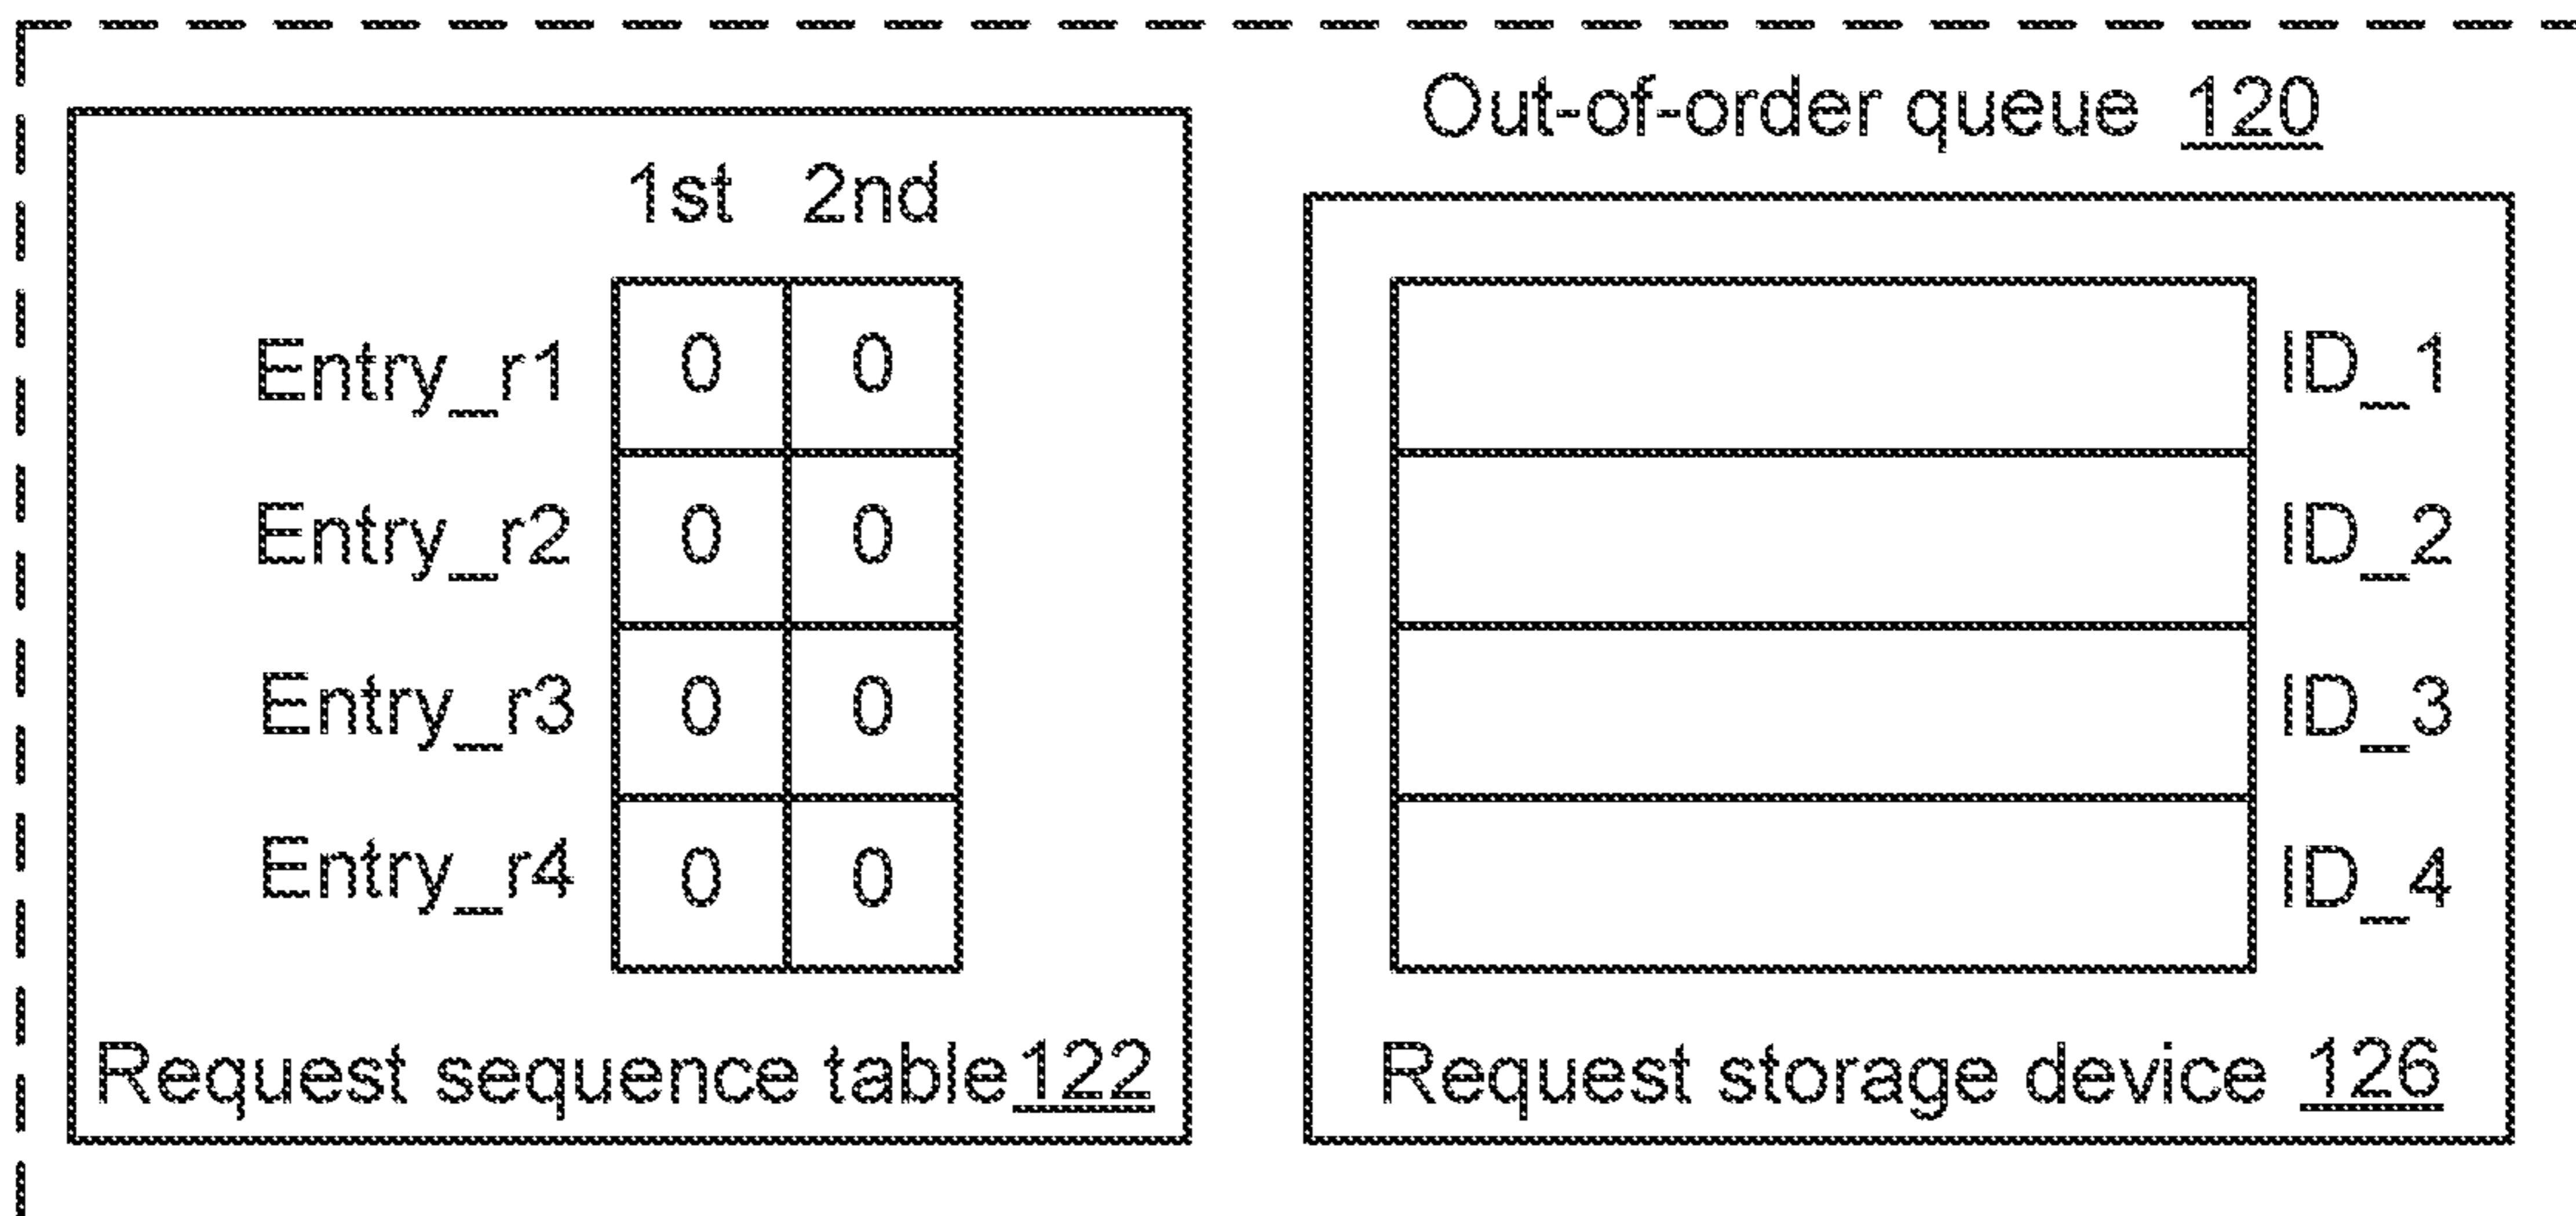 Out-of-order queue 120
1st 2nd
Entry_r1 0 0
Entry_r2 0 0
Entry_r3 0 0
Entry_r4 0 0
Request sequence table 122
ID_1
ID_2
ID_3
ID_4
Request storage device 126